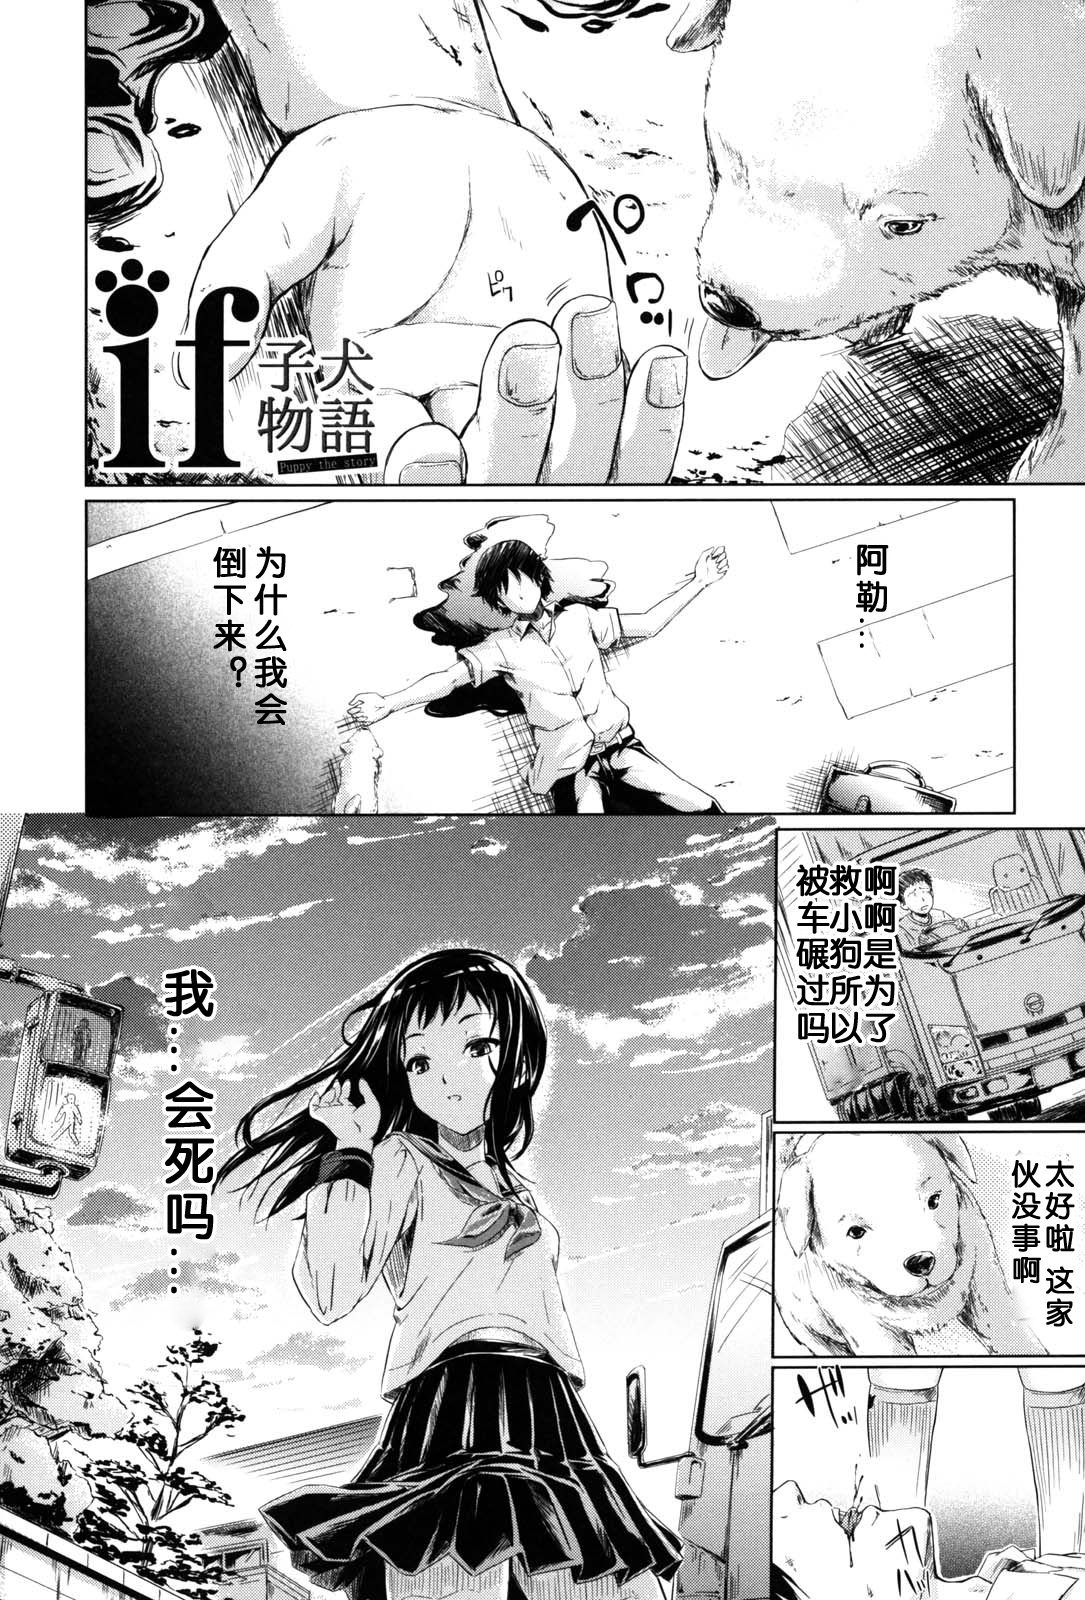 ペロッ
ピク
if
子犬
物語
Puppy the story
阿勒…
为什么我会
倒下来？
啊啊是为了
救小狗所以
被车碾过吗
太好啦 这家
伙没事啊
我…会死吗…